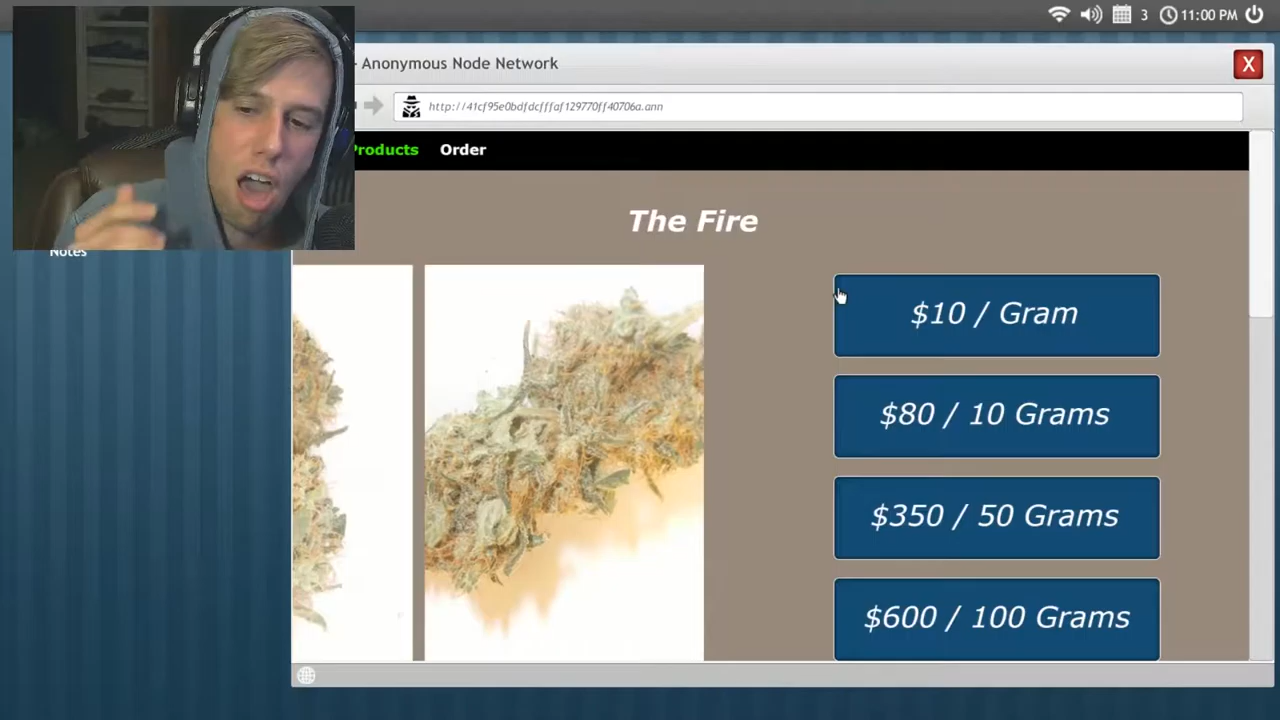 3 11:00 PM
- Anonymous Node Network
X
http://41cf95e0bdfdcfffaf129770ff40706a.ann
Products Order
The Fire
Notes
$10 / Gram
$80 / 10 Grams
$350 / 50 Grams
$600 / 100 Grams